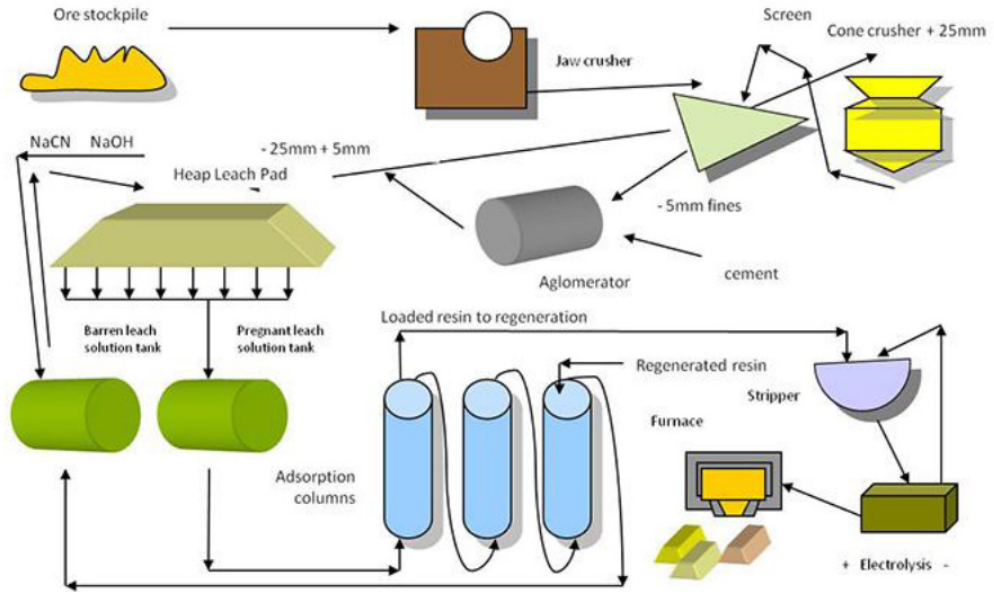 Ore stockpile
Screen
Cone crusher + 25mm
Jaw crusher
NaCN NaOH
- 25mm + 5mm
Heap Leach Pad
- 5mm fines
cement
Aglomerator
Loaded resin to regeneration
Barren leach
solution tank
Pregnant leach
solution tank
Regenerated resin
Stripper
Furnace
Adsorption
columns
+ Electrolysis -